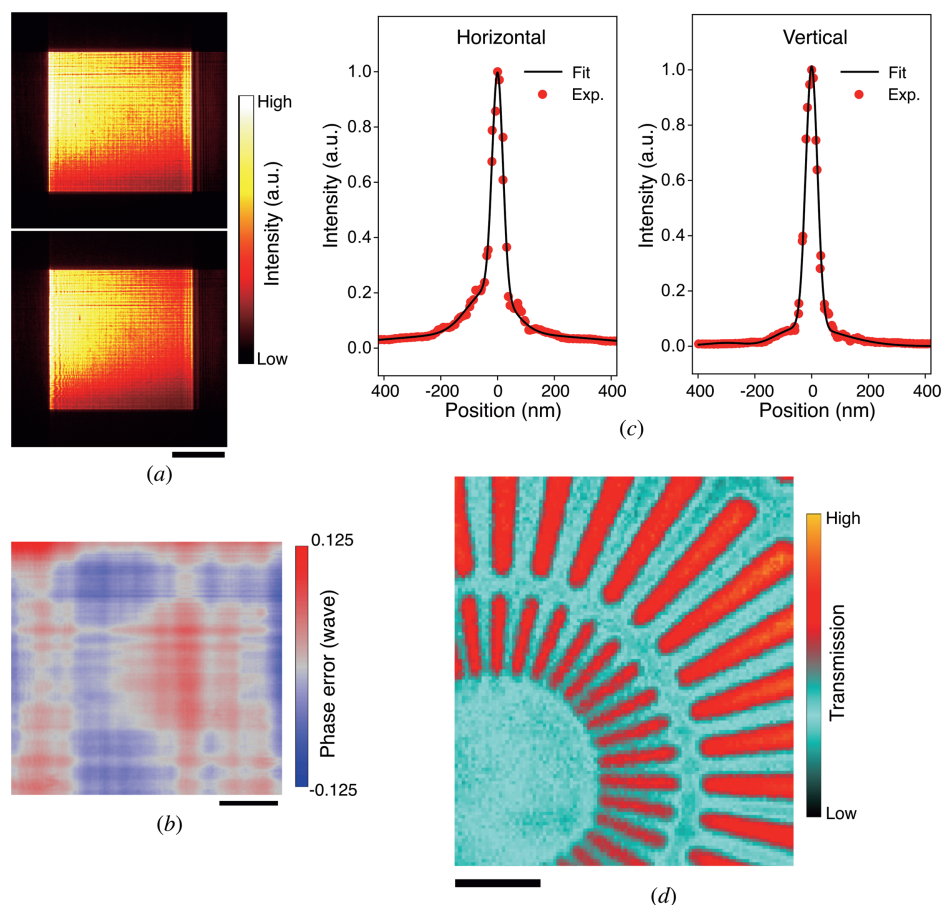 High
Intensity (a.u.)
Low
(a)
Horizontal
Fit
Exp.
Intensity (a.u.)
1.0
0.8
0.6
0.4
0.2
0.0
400 -200 0 200 400
Position (nm)
Vertical
Fit
Exp.
Intensity (a.u.)
1.0
0.8
0.6
0.4
0.2
0.0
-400 -200 0 200 400
Position (nm)
(c)
0.125
Phase error (wave)
-0.125
(b)
High
Transmission
Low
(d)